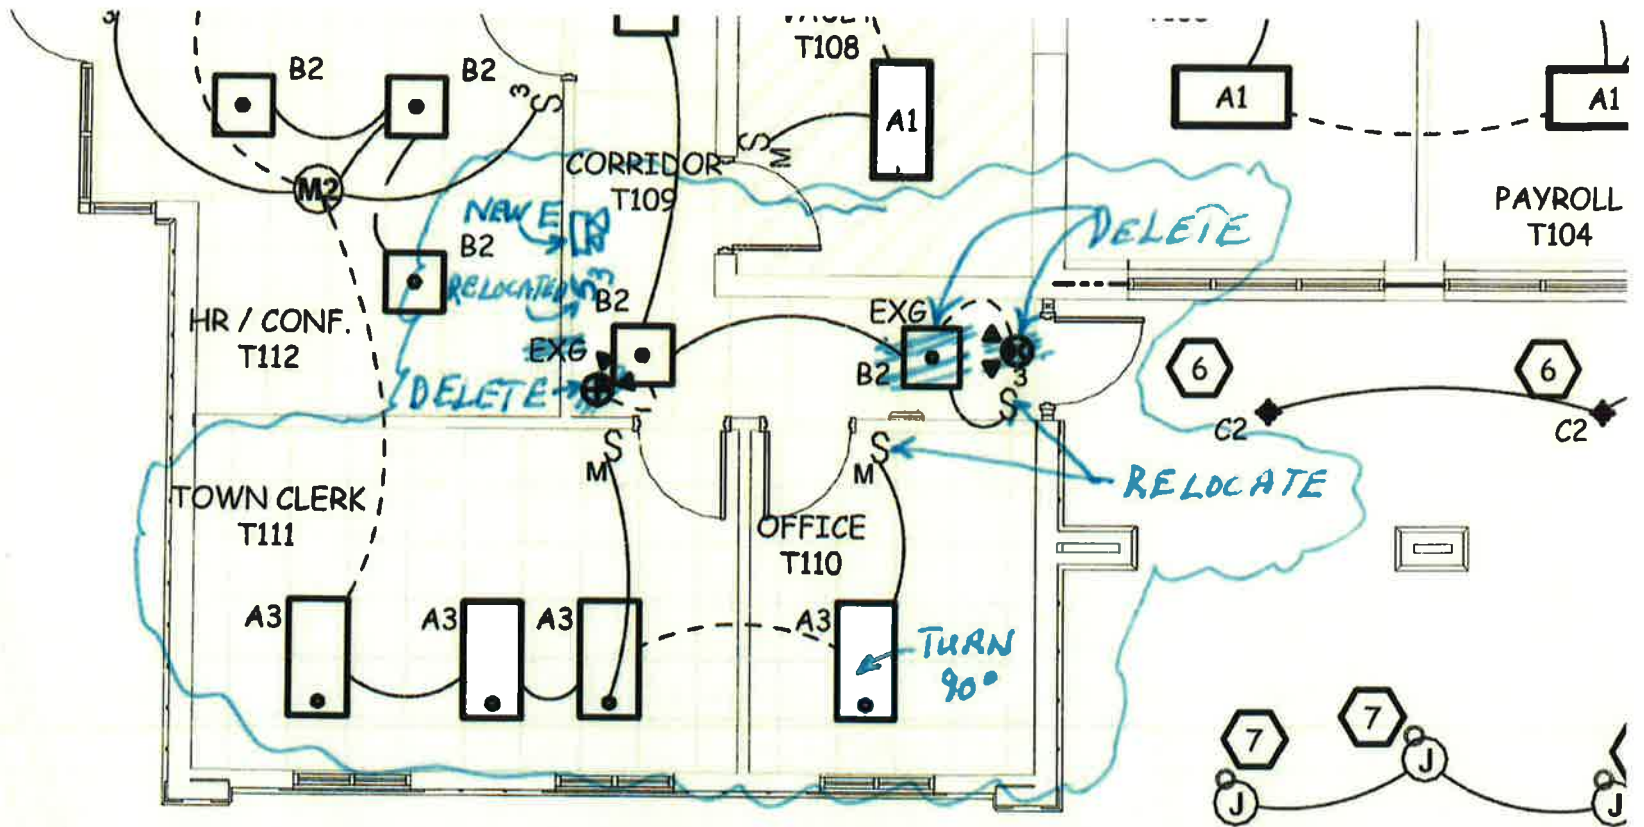 3
VAULT
T108
B2
B2
3
S
A1
A1
A1
S
M
CORRIDOR
T109
M2
NEW E
B2
DELETE
PAYROLL
T104
RELOCATED
S
3
B2
HR / CONF.
T112
EXG
EXG
B2
3
S
6
6
DELETE
C2
C2
S
M
S
M
RELOCATE
TOWN CLERK
T111
OFFICE
T110
A3
A3
A3
A3
TURN
90°
7
7
J
J
J